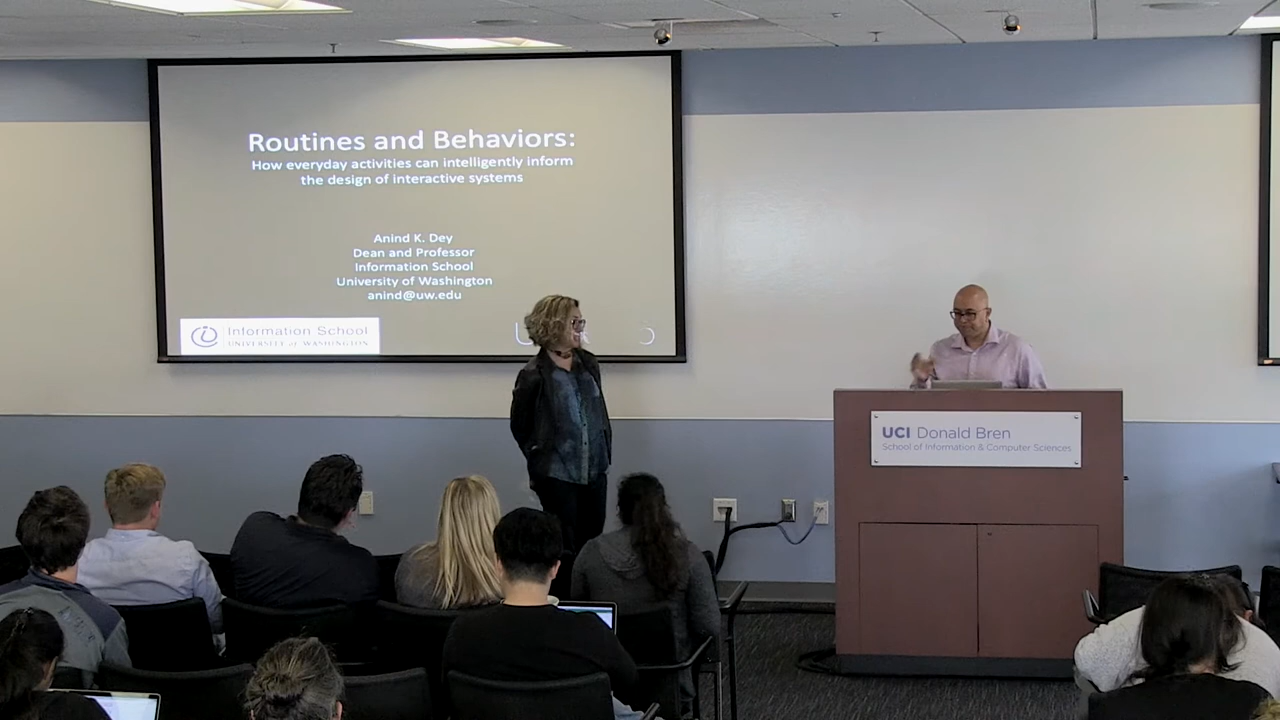 Routines and Behaviors:
How everyday activities can intelligently inform
the design of interactive systems
Anind K. Dey
Dean and Professor
Information School
University of Washington
anind@uw.edu
Information School
UNIVERSITY of WASHINGTON
UCI Donald Bren
School of Information & Computer Sciences